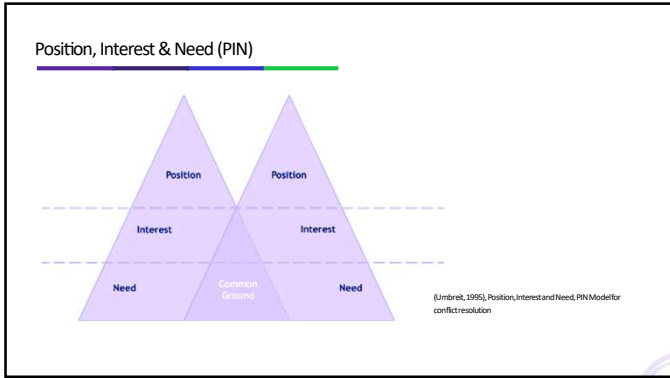 Position, Interest & Need (PIN)
Position
Position
Interest
Interest
Need
Common
Ground
Need
(Umbreit, 1995), Position, Interest and Need, PIN Model for
conflict resolution